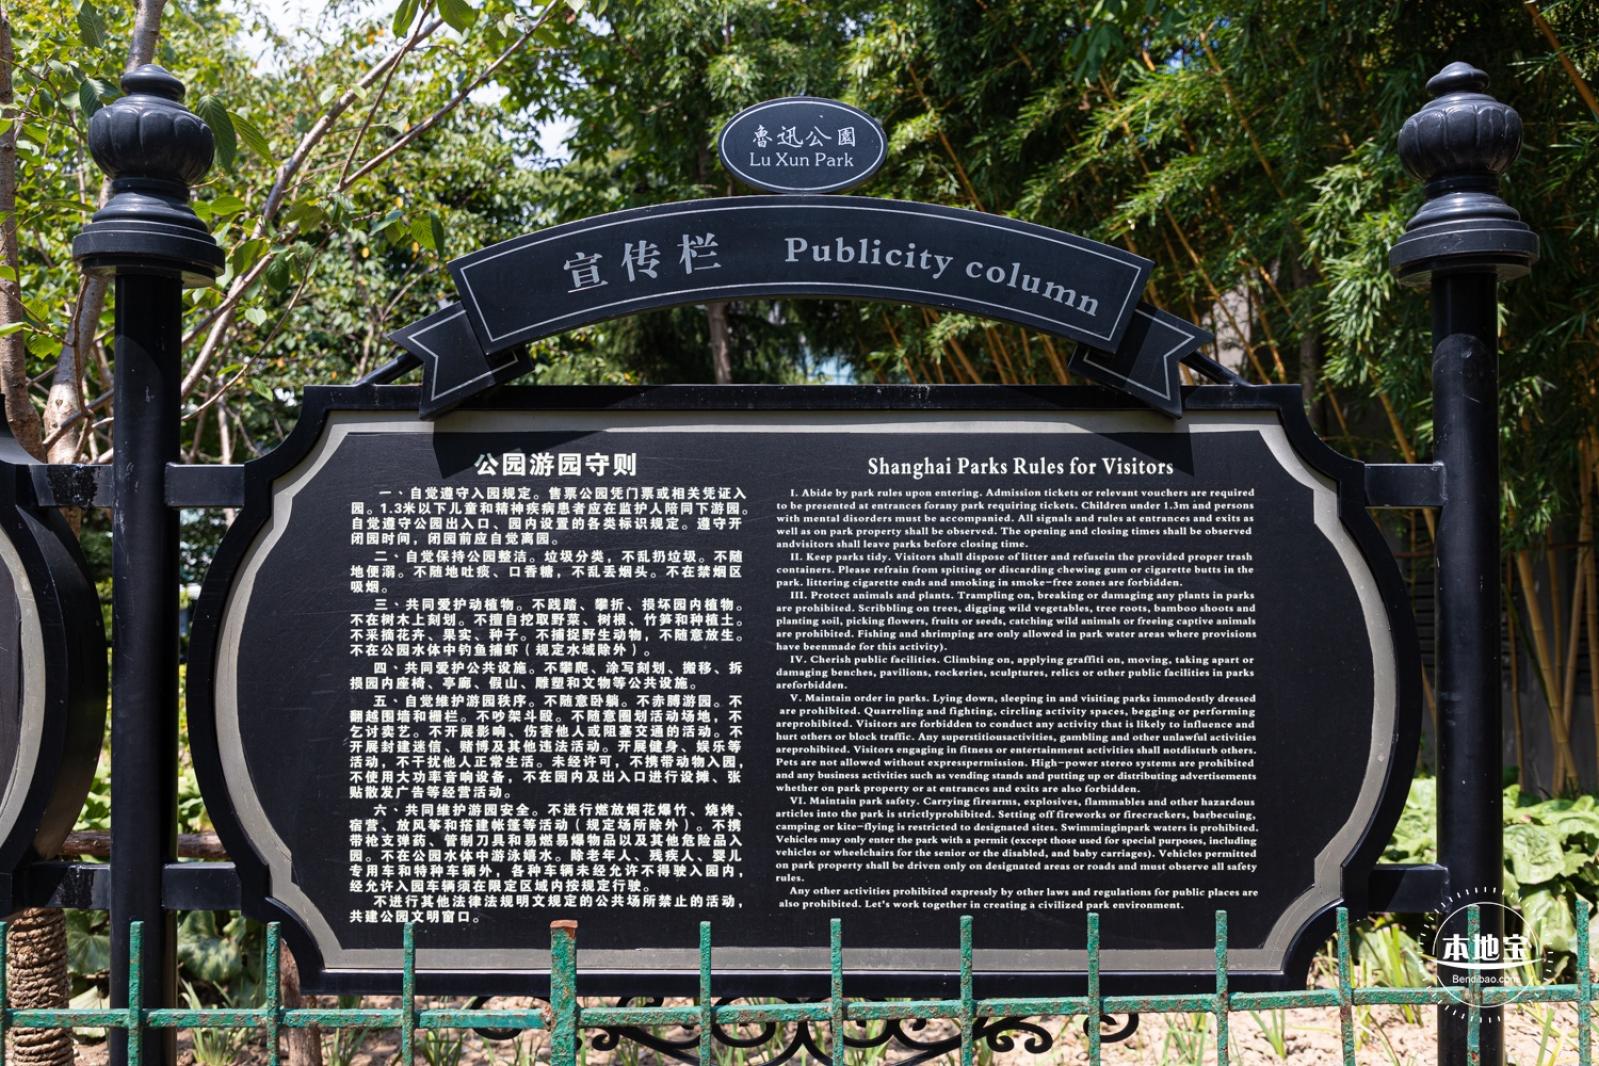 魯迅公園
Lu Xun Park
宣传栏 Publicity column
公园游园守则
一、自觉遵守入园规定。售票公园凭门票或相关凭证入
园。1.3米以下儿童和精神疾病患者应在监护人陪同下游园。
自觉遵守公园出入口、园内设置的各类标识规定。遵守开
闭园时间，闭园前应自觉离园。
二、自觉保持公园整洁。垃圾分类，不乱扔垃圾。不随
地便溺。不随地吐痰、口香糖，不乱丢烟头。不在禁烟区
吸烟。
三、共同爱护动植物。不践踏、攀折、损坏园内植物。
不在树木上刻划。不擅自挖取野菜、树根、竹笋和种植土。
不采摘花卉、果实、种子。不捕捉野生动物，不随意放生。
不在公园水体中钓鱼捕虾（规定水域除外）。
四、共同爱护公共设施。不攀爬、涂写刻划、搬移、拆
损园内座椅、亭廊、假山、雕塑和文物等公共设施。
五、自觉维护游园秩序。不随意卧躺。不赤膊游园。不
翻越围墙和栅栏。不吵架斗殴。不随意圈划活动场地，不
乞讨卖艺。不开展影响、伤害他人或阻塞交通的活动。不
开展封建迷信、赌博及其他违法活动。开展健身、娱乐等
活动，不干扰他人正常生活。未经许可，不携带动物入园，
不使用大功率音响设备，不在园内及出入口进行设摊、张
贴散发广告等经营活动。
六、共同维护游园安全。不进行燃放烟花爆竹、烧烤、
宿营、放风筝和搭建帐篷等活动（规定场所除外）。不携
带枪支弹药、管制刀具和易燃易爆物品以及其他危险品入
园。不在公园水体中游泳嬉水。除老年人、残疾人、婴儿
专用车和特种车辆外，各种车辆未经允许不得驶入园内，
经允许入园车辆须在限定区域内按规定行驶。
不进行其他法律法规明文规定的公共场所禁止的活动，
共建公园文明窗口。
Shanghai Parks Rules for Visitors
I. Abide by park rules upon entering. Admission tickets or relevant vouchers are required
to be presented at entrances forany park requiring tickets. Children under 1.3m and persons
with mental disorders must be accompanied. All signals and rules at entrances and exits as
well as on park property shall be observed. The opening and closing times shall be observed
andvisitors shall leave parks before closing time.
II. Keep parks tidy. Visitors shall dispose of litter and refusein the provided proper trash
containers. Please refrain from spitting or discarding chewing gum or cigarette butts in the
park. littering cigarette ends and smoking in smoke-free zones are forbidden.
III. Protect animals and plants. Trampling on, breaking or damaging any plants in parks
are prohibited. Scribbling on trees, digging wild vegetables, tree roots, bamboo shoots and
planting soil, picking flowers, fruits or seeds, catching wild animals or freeing captive animals
are prohibited. Fishing and shrimping are only allowed in park water areas where provisions
have beenmade for this activity).
IV. Cherish public facilities. Climbing on, applying graffiti on, moving, taking apart or
damaging benches, pavilions, rockeries, sculptures, relics or other public facilities in parks
areforbidden.
V. Maintain order in parks. Lying down, sleeping in and visiting parks immodestly dressed
are prohibited. Quarreling and fighting, circling activity spaces, begging or performing
areprohibited. Visitors are forbidden to conduct any activity that is likely to influence and
hurt others or block traffic. Any superstitiousactivities, gambling and other unlawful activities
areprohibited. Visitors engaging in fitness or entertainment activities shall notdisturb others.
Pets are not allowed without expresspermission. High-power stereo systems are prohibited
and any business activities such as vending stands and putting up or distributing advertisements
whether on park property or at entrances and exits are also forbidden.
VI. Maintain park safety. Carrying firearms, explosives, flammables and other hazardous
articles into the park is strictlyprohibited. Setting off fireworks or firecrackers, barbecuing,
camping or kite-flying is restricted to designated sites. Swimminginpark waters is prohibited.
Vehicles may only enter the park with a permit (except those used for special purposes, including
vehicles or wheelchairs for the senior or the disabled, and baby carriages). Vehicles permitted
on park property shall be driven only on designated areas or roads and must observe all safety
rules.
Any other activities prohibited expressly by other laws and regulations for public places are
also prohibited. Let's work together in creating a civilized park environment.
本地宝
Bendibao.com